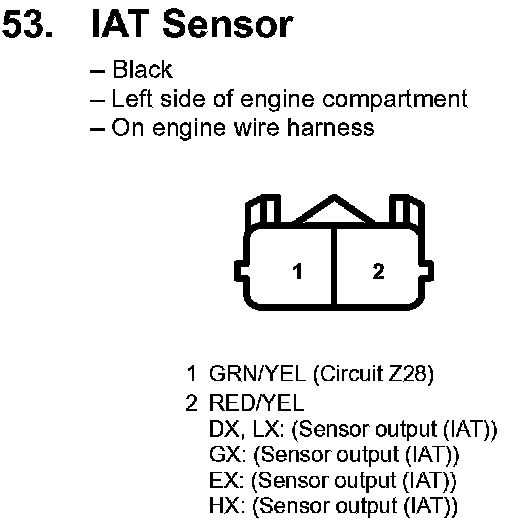 53. IAT Sensor
– Black
– Left side of engine compartment
– On engine wire harness
1 2
1 GRN/YEL (Circuit Z28)
2 RED/YEL
DX, LX: (Sensor output (IAT))
GX: (Sensor output (IAT))
EX: (Sensor output (IAT))
HX: (Sensor output (IAT))